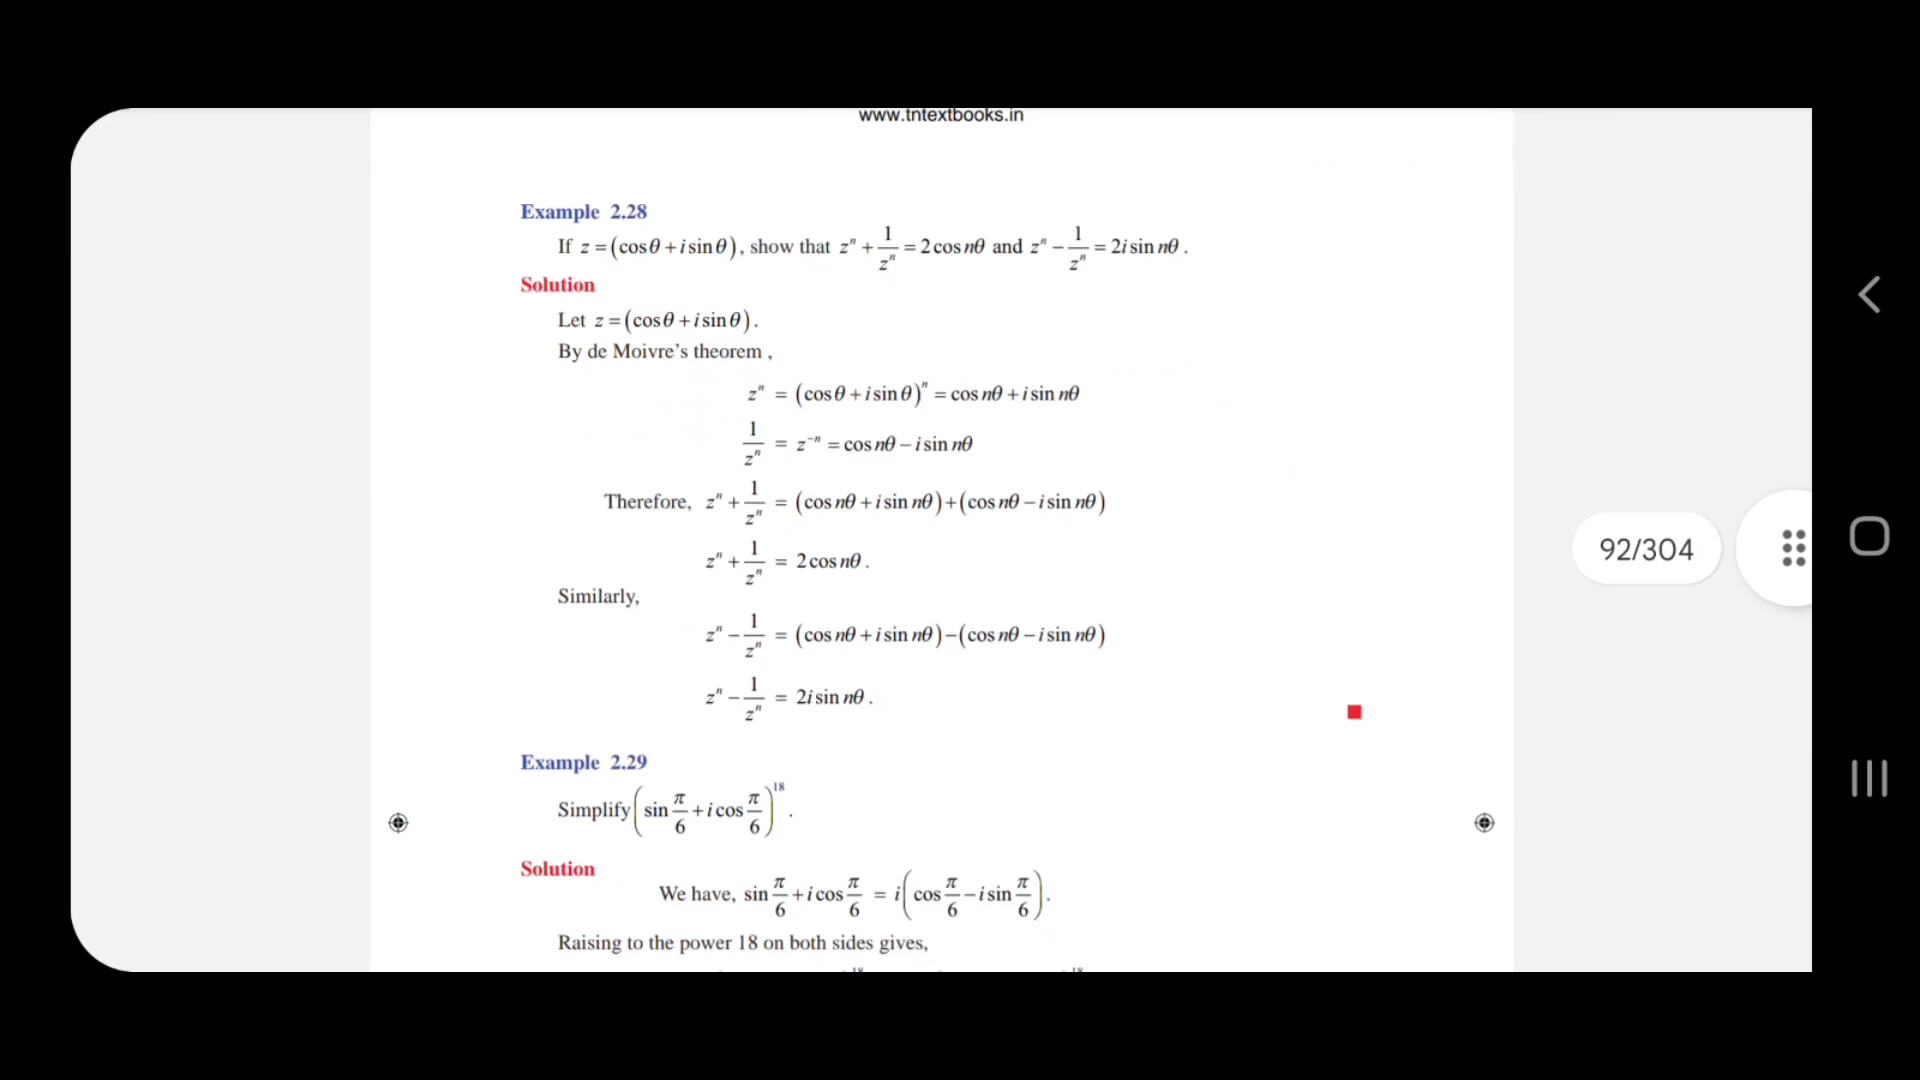 www.tntextbooks.in
Example 2.28
If z = (cosθ + i sinθ), show that zⁿ + 1/zⁿ = 2 cos nθ and zⁿ − 1/zⁿ = 2i sin nθ .
Solution
Let z = (cosθ + i sinθ).
By de Moivre’s theorem ,
zⁿ = (cosθ + i sinθ)ⁿ = cos nθ + i sin nθ
1/zⁿ = z⁻ⁿ = cos nθ − i sin nθ
Therefore, zⁿ + 1/zⁿ = (cos nθ + i sin nθ) + (cos nθ − i sin nθ)
zⁿ + 1/zⁿ = 2 cos nθ .
Similarly,
zⁿ − 1/zⁿ = (cos nθ + i sin nθ) − (cos nθ − i sin nθ)
zⁿ − 1/zⁿ = 2i sin nθ .
Example 2.29
Simplify (sin π/6 + i cos π/6)¹⁸ .
Solution
We have, sin π/6 + i cos π/6 = i(cos π/6 − i sin π/6).
Raising to the power 18 on both sides gives,
92/304